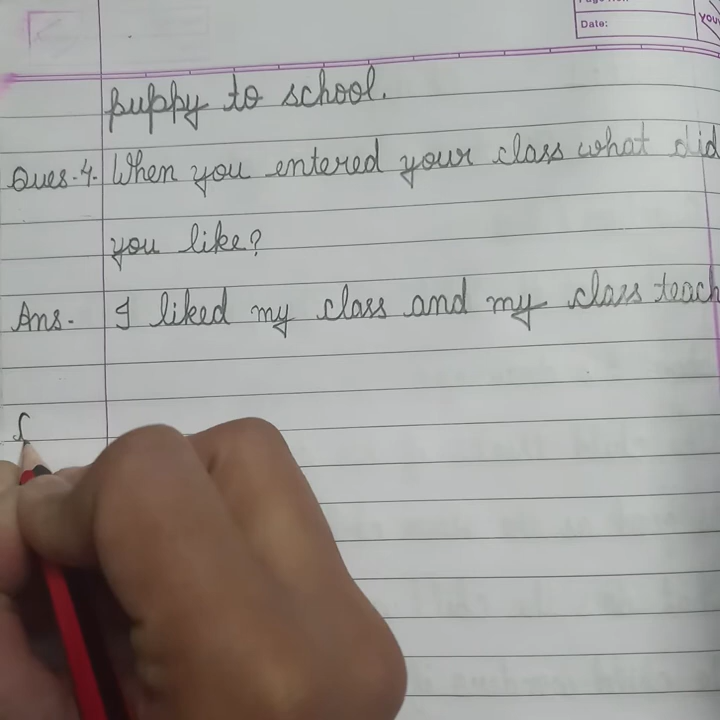 Date:
YOU
puppy to school.
Ques.4. When you entered your class what did
you like?
Ans. I liked my class and my class teach